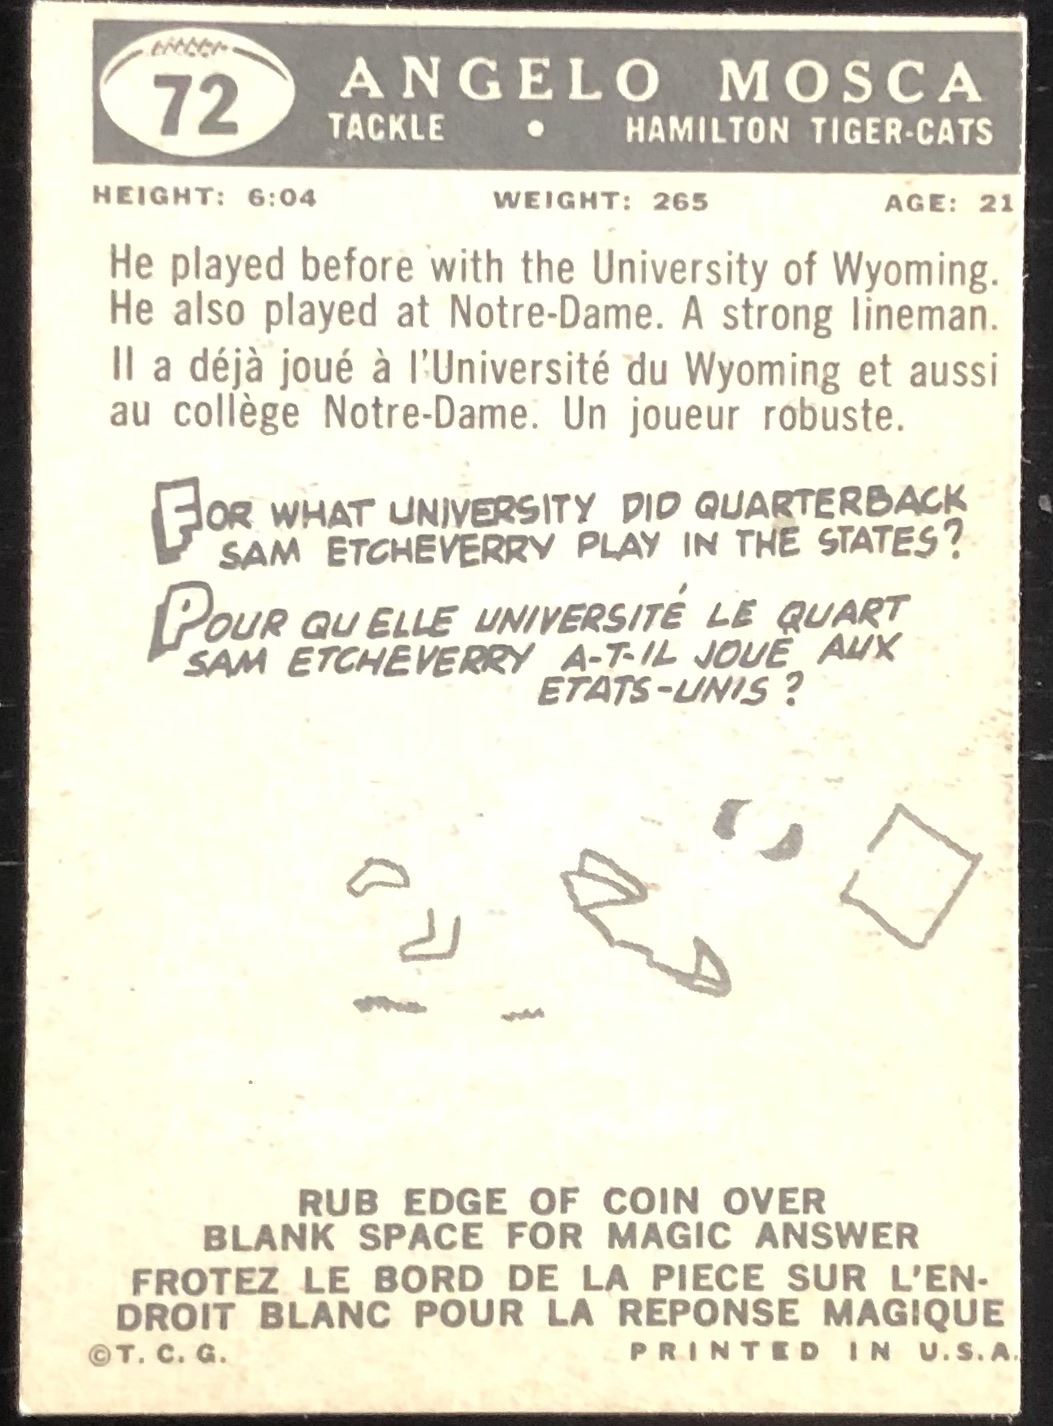 72
ANGELO MOSCA
TACKLE • HAMILTON TIGER-CATS
HEIGHT: 6:04 WEIGHT: 265 AGE: 21
He played before with the University of Wyoming.
He also played at Notre-Dame. A strong lineman.
Il a déjà joué à l'Université du Wyoming et aussi
au collège Notre-Dame. Un joueur robuste.
FOR WHAT UNIVERSITY DID QUARTERBACK
SAM ETCHEVERRY PLAY IN THE STATES?
POUR QUELLE UNIVERSITÉ LE QUART
SAM ETCHEVERRY A-T-IL JOUÉ AUX
ETATS-UNIS?
RUB EDGE OF COIN OVER
BLANK SPACE FOR MAGIC ANSWER
FROTEZ LE BORD DE LA PIECE SUR L'EN-
DROIT BLANC POUR LA REPONSE MAGIQUE
©T. C. G. PRINTED IN U.S.A.